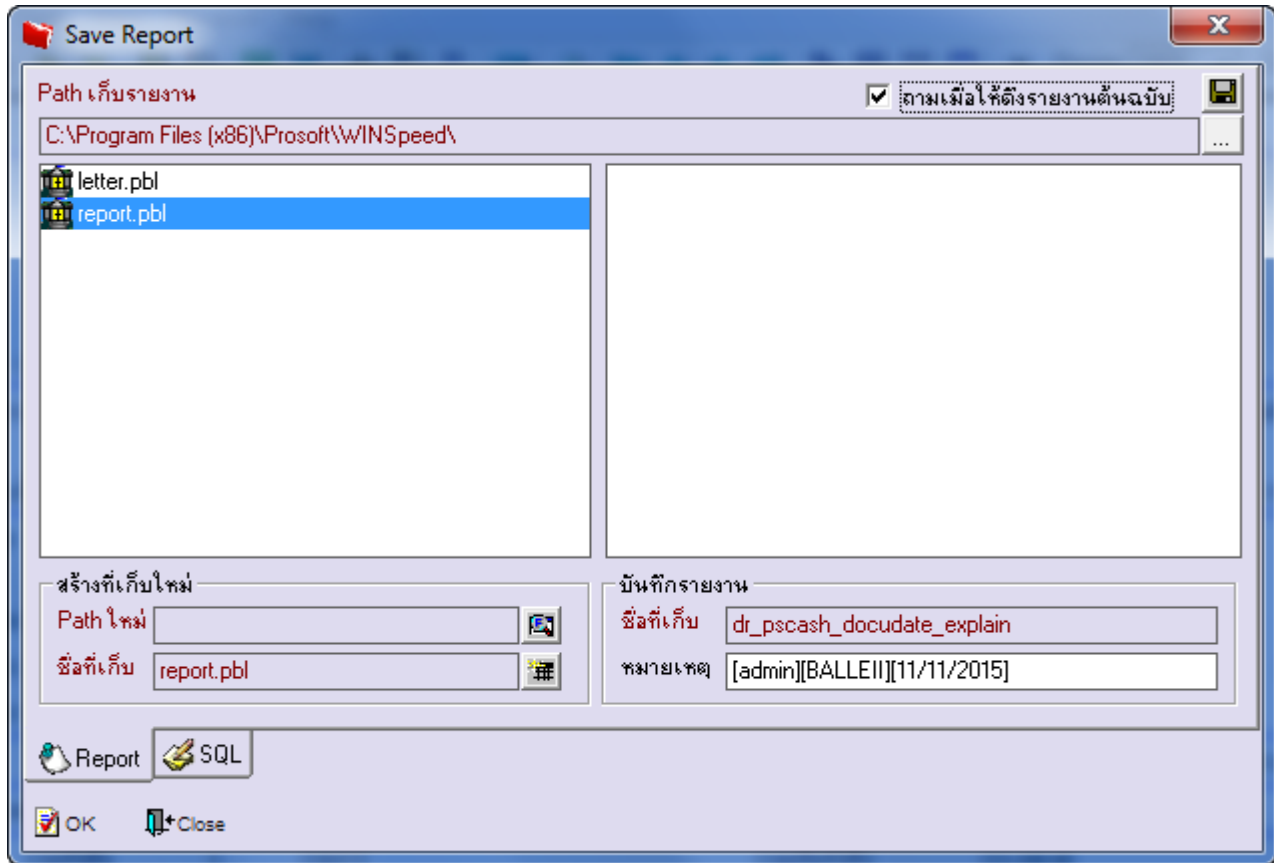 Save Report
Path เก็บรายงาน
ถามเมื่อให้ดึงรายงานต้นฉบับ
C:\Program Files (x86)\Prosoft\WINSpeed\
...
letter.pbl
report.pbl
สร้างที่เก็บใหม่
Path ใหม่
ชื่อที่เก็บ report.pbl
บันทึกรายงาน
ชื่อที่เก็บ dr_pscash_docudate_explain
หมายเหตุ [admin][BALLEII][11/11/2015]
Report SQL
OK Close